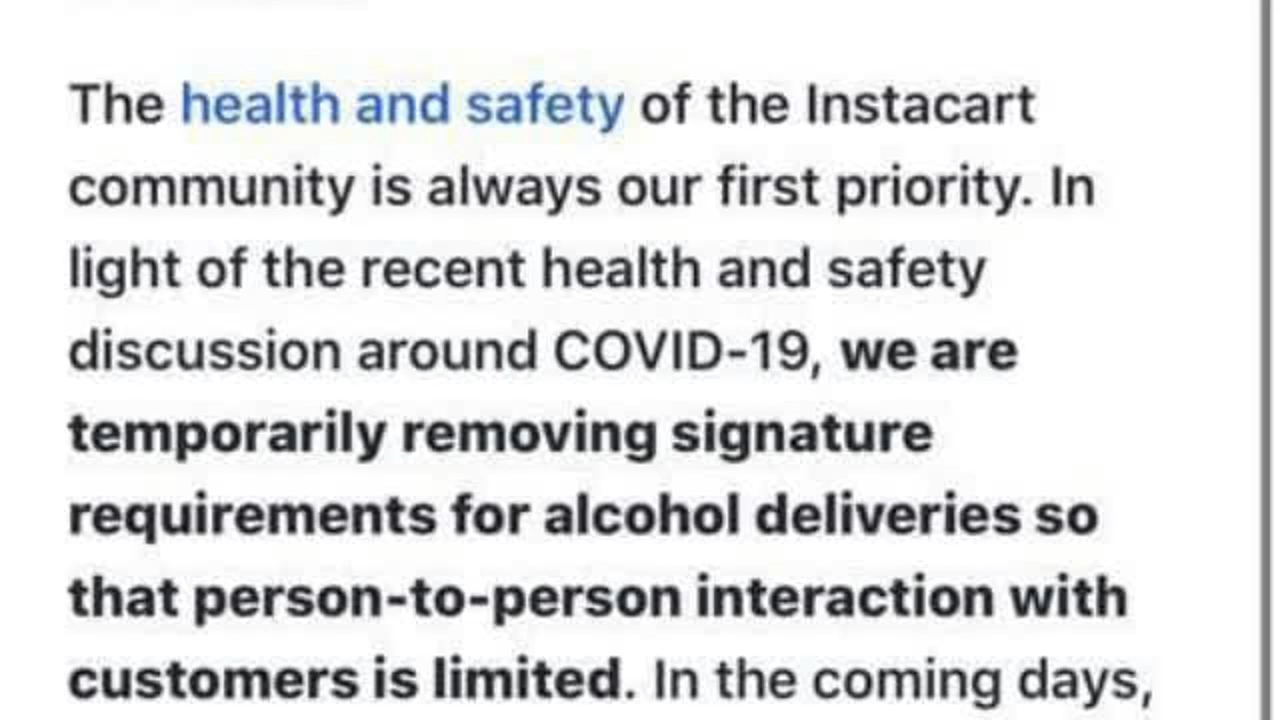 The health and safety of the Instacart
community is always our first priority. In
light of the recent health and safety
discussion around COVID-19, we are
temporarily removing signature
requirements for alcohol deliveries so
that person-to-person interaction with
customers is limited. In the coming days,